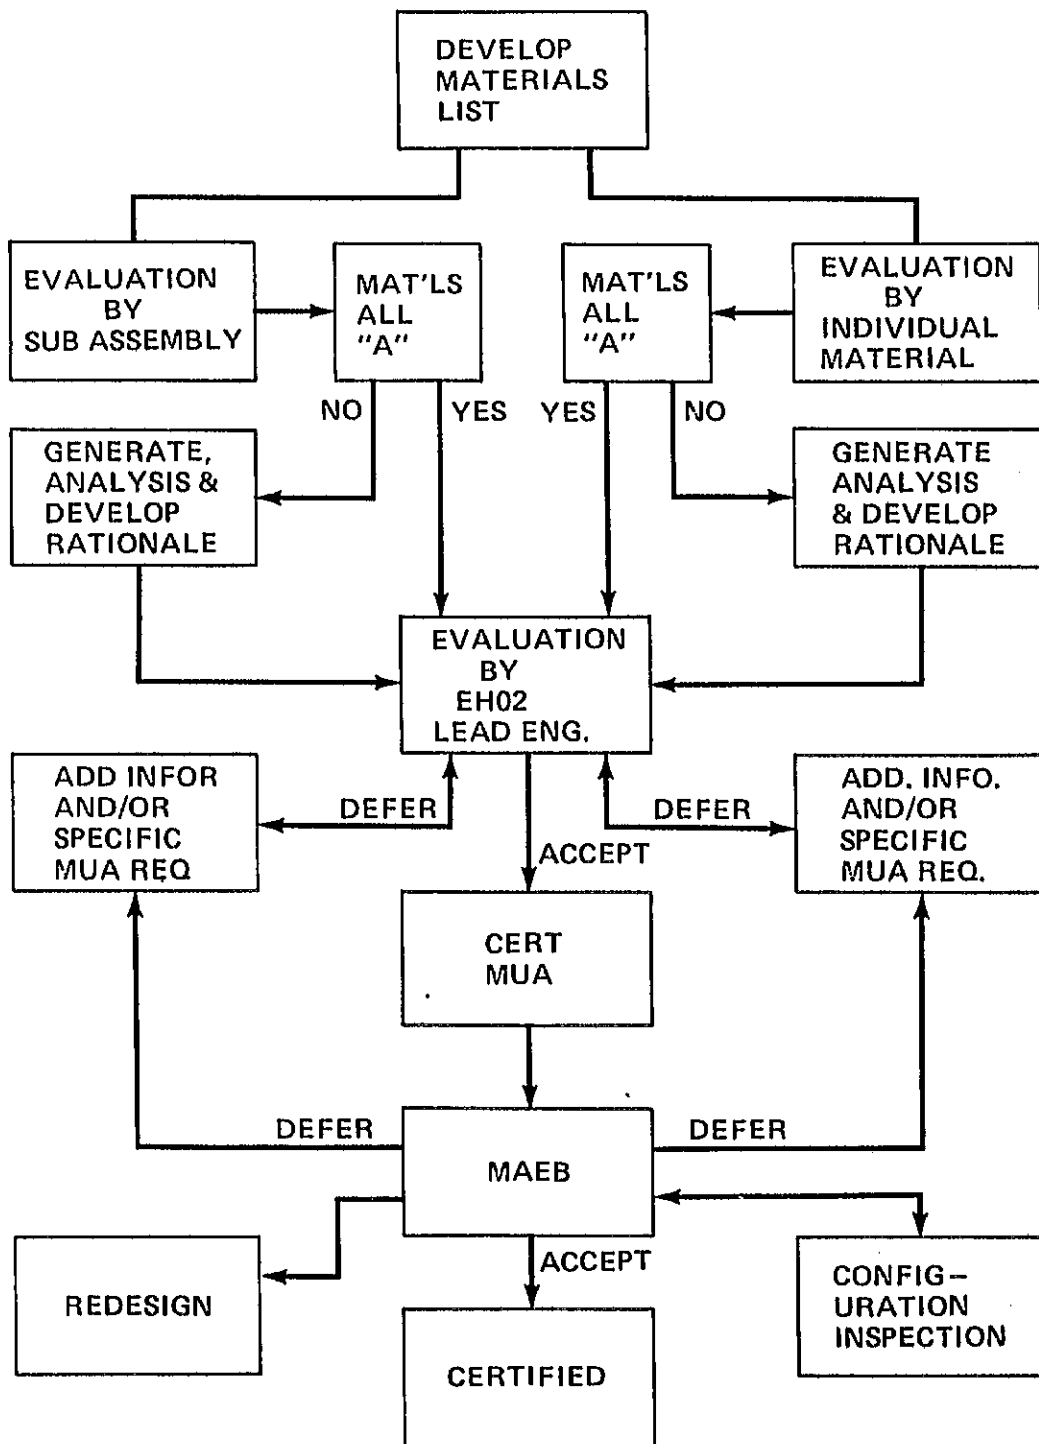 DEVELOP
MATERIALS
LIST
EVALUATION
BY
SUB ASSEMBLY
MAT'LS
ALL
"A"
MAT'LS
ALL
"A"
EVALUATION
BY
INDIVIDUAL
MATERIAL
NO
YES
YES
NO
GENERATE,
ANALYSIS &
DEVELOP
RATIONALE
GENERATE
ANALYSIS
& DEVELOP
RATIONALE
EVALUATION
BY
EH02
LEAD ENG.
ADD INFOR
AND/OR
SPECIFIC
MUA REQ
DEFER
DEFER
ADD. INFO.
AND/OR
SPECIFIC
MUA REQ.
ACCEPT
CERT
MUA
DEFER
DEFER
MAEB
REDESIGN
ACCEPT
CONFIG-
URATION
INSPECTION
CERTIFIED